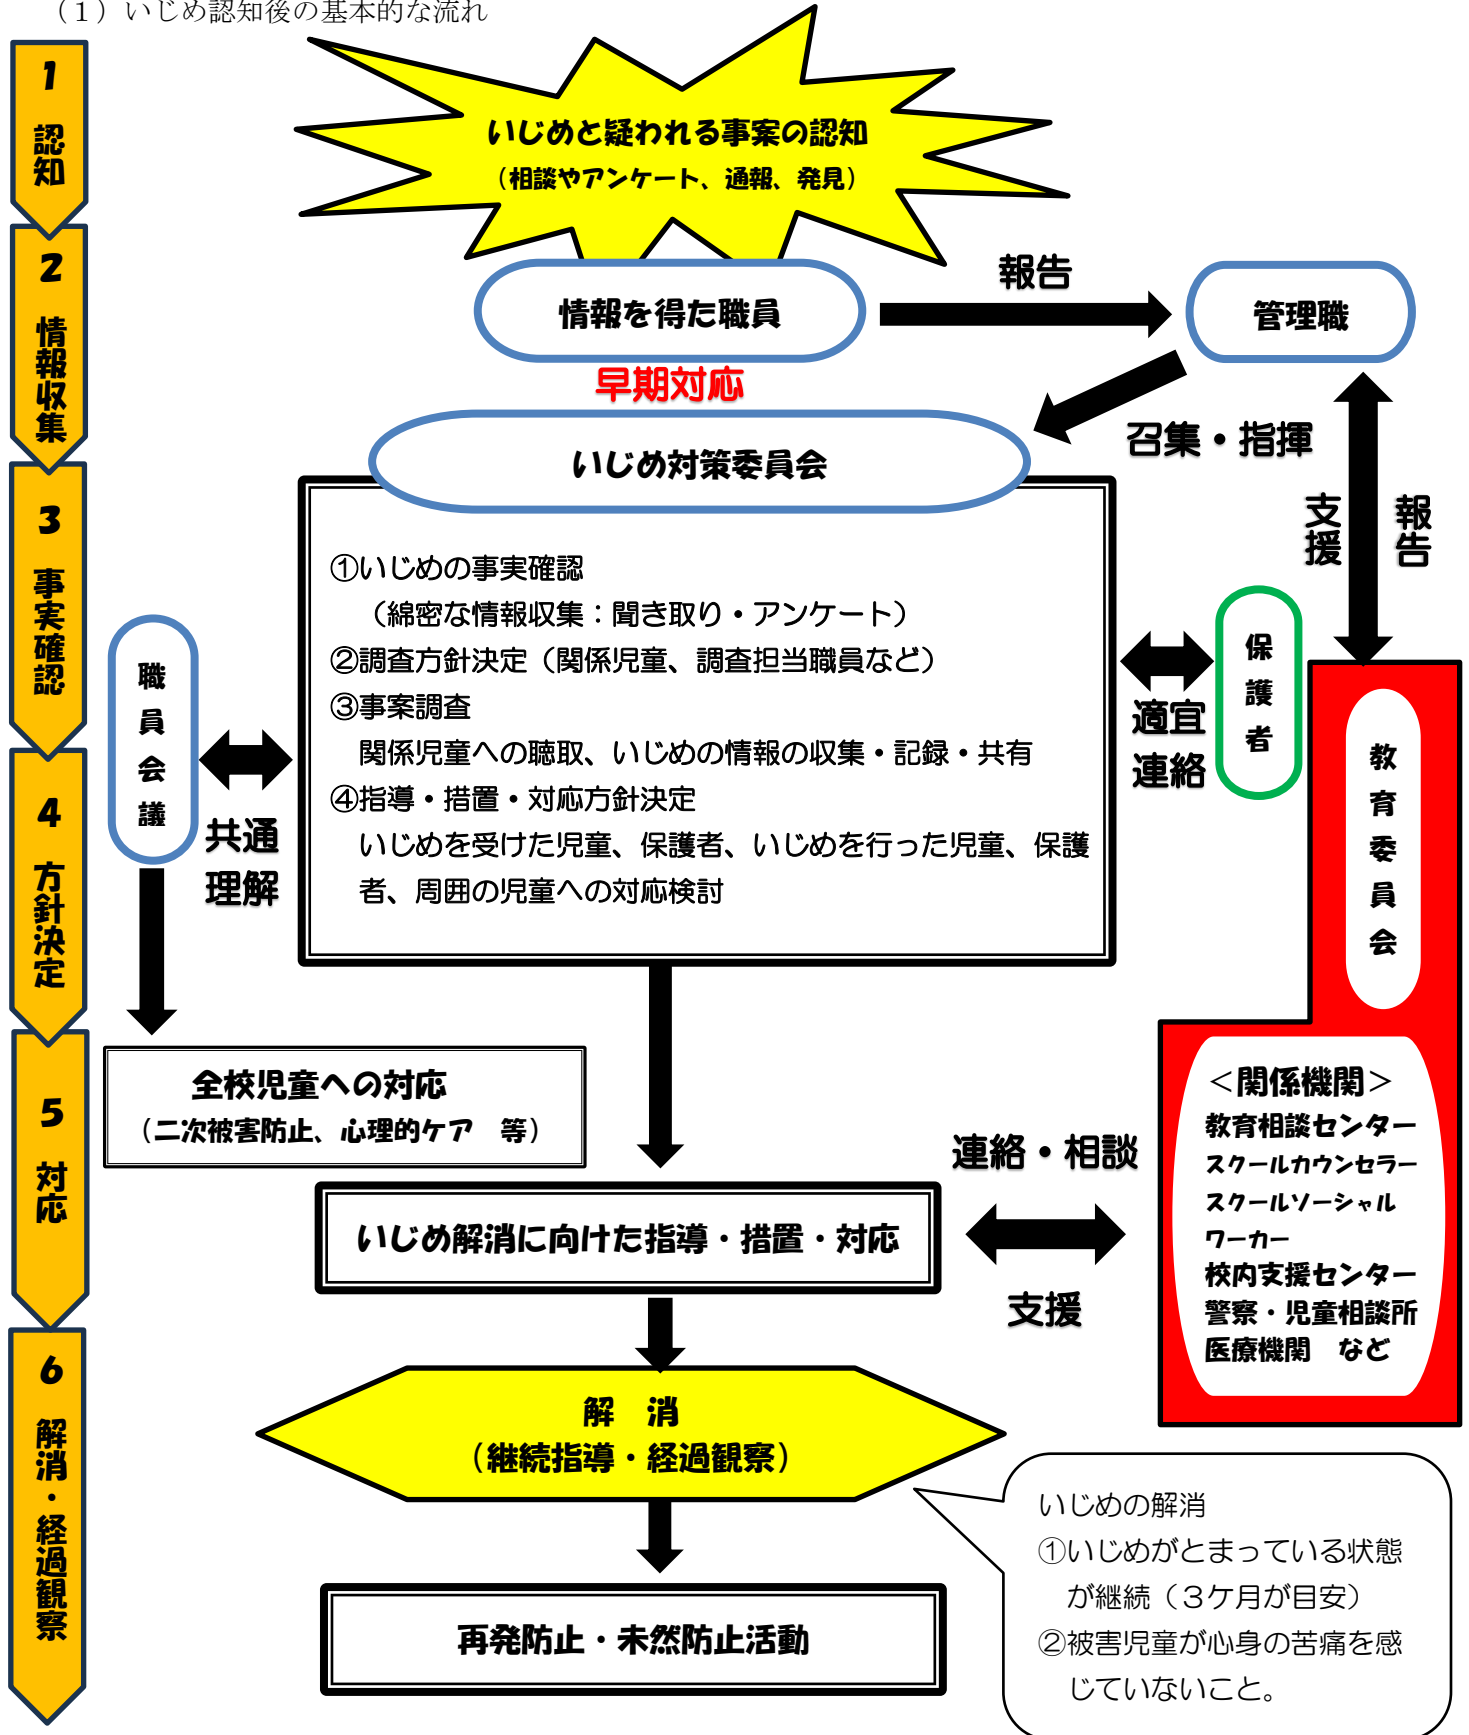 （１）いじめ認知後の基本的な流れ
1
認知
2
情報収集
3
事実確認
4
方針決定
5
対応
6
解消・経過観察
いじめと疑われる事案の認知
（相談やアンケート、通報、発見）
情報を得た職員
報告
管理職
早期対応
召集・指揮
いじめ対策委員会
支援
報告
①いじめの事実確認
（綿密な情報収集：聞き取り・アンケート）
②調査方針決定（関係児童、調査担当職員など）
③事案調査
関係児童への聴取、いじめの情報の収集・記録・共有
④指導・措置・対応方針決定
いじめを受けた児童、保護者、いじめを行った児童、保護
者、周囲の児童への対応検討
職員会議
共通
理解
保護者
適宜
連絡
教育委員会
全校児童への対応
（二次被害防止、心理的ケア　等）
＜関係機関＞
教育相談センター
スクールカウンセラー
スクールソーシャル
ワーカー
校内支援センター
警察・児童相談所
医療機関　など
連絡・相談
支援
いじめ解消に向けた指導・措置・対応
解　消
（継続指導・経過観察）
いじめの解消
①いじめがとまっている状態
が継続（３ケ月が目安）
②被害児童が心身の苦痛を感
じていないこと。
再発防止・未然防止活動